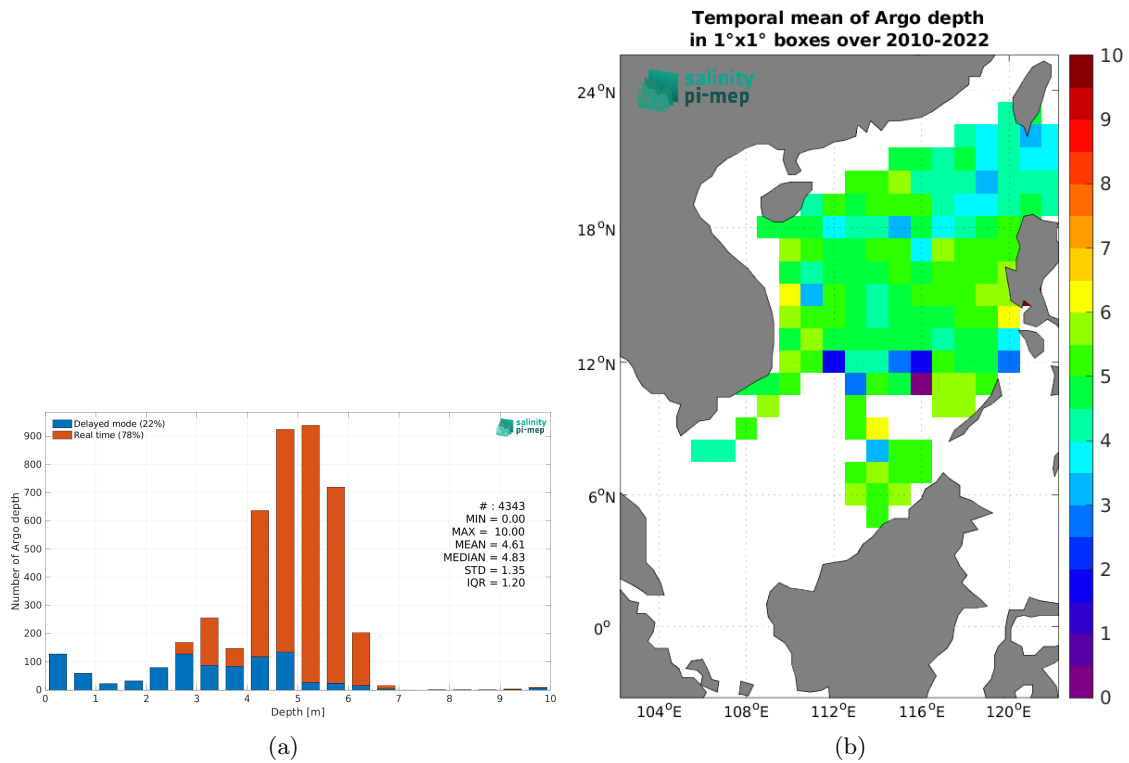 Delayed mode (22%)
Real time (78%)
salinity
pi-mep
# : 4343
MIN = 0.00
MAX = 10.00
MEAN = 4.61
MEDIAN = 4.83
STD = 1.35
IQR = 1.20
900
800
700
600
500
400
300
200
100
0
Number of Argo depth
0 1 2 3 4 5 6 7 8 9 10
Depth [m]
(a)
Temporal mean of Argo depth
in 1°x1° boxes over 2010-2022
salinity
pi-mep
24°N
18°N
12°N
6°N
0°
104°E 108°E 112°E 116°E 120°E
10
9
8
7
6
5
4
3
2
1
0
(b)